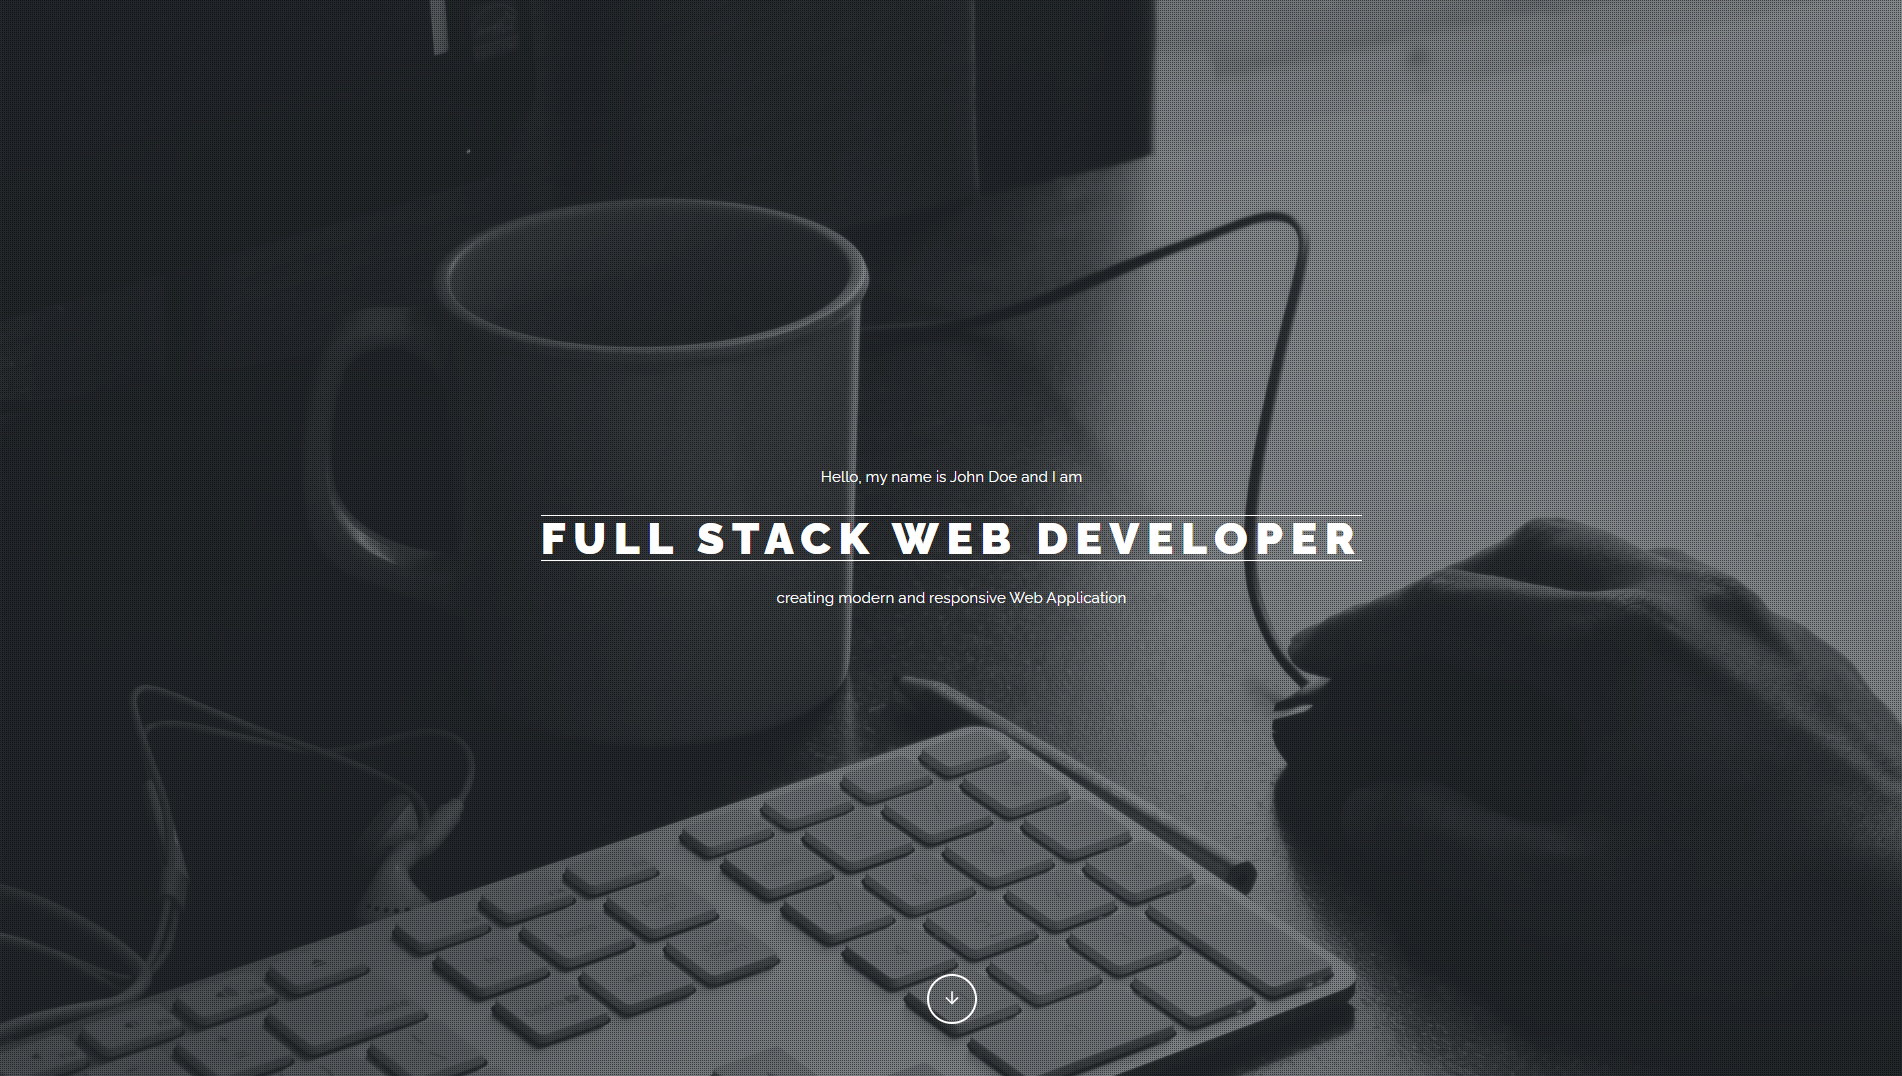 Hello, my name is John Doe and I am
FULL STACK WEB DEVELOPER
creating modern and responsive Web Application